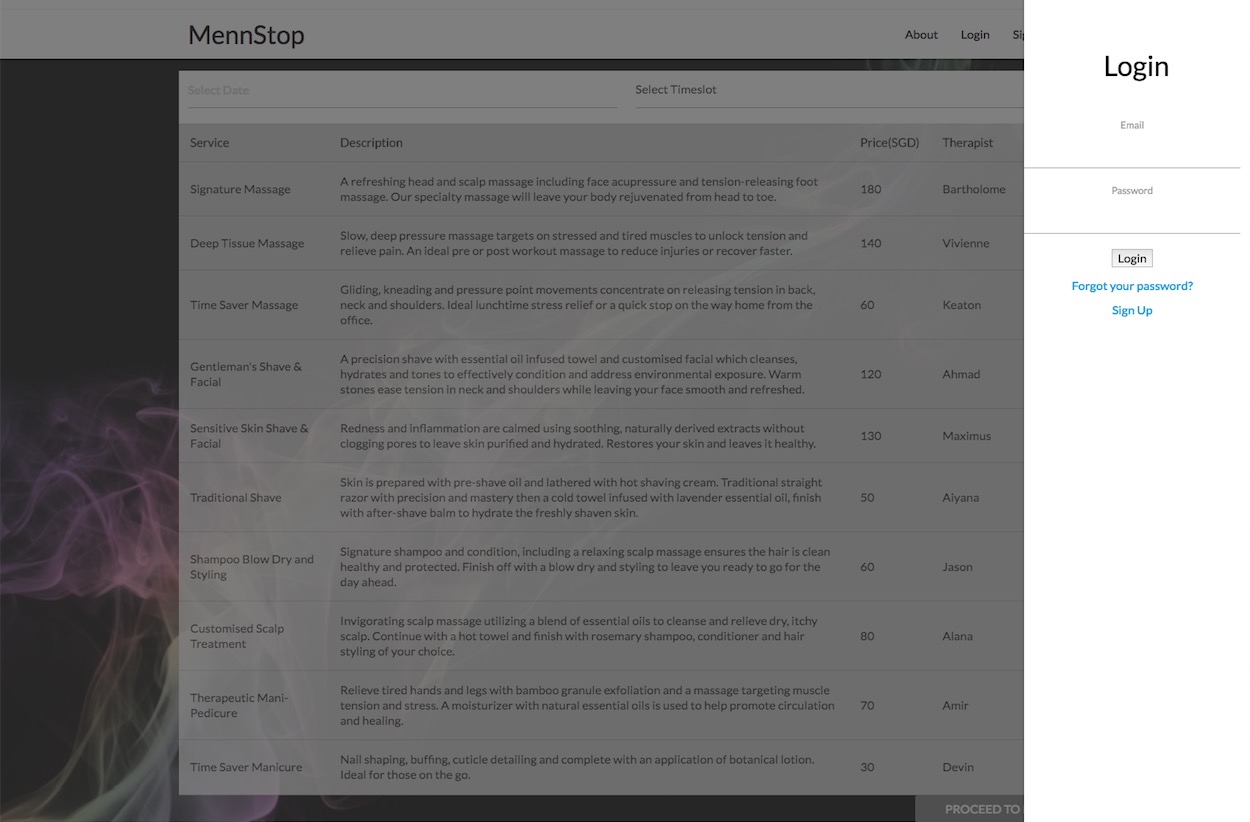 MennStop
About Login
Select Date
Select Timeslot
Service Description Price(SGD) Therapist
Signature Massage
A refreshing head and scalp massage including face acupressure and tension-releasing foot
massage. Our specialty massage will leave your body rejuvenated from head to toe.
180 Bartholome
Deep Tissue Massage
Slow, deep pressure massage targets on stressed and tired muscles to unlock tension and
relieve pain. An ideal pre or post workout massage to reduce injuries or recover faster.
140 Vivienne
Time Saver Massage
Gliding, kneading and pressure point movements concentrate on releasing tension in back,
neck and shoulders. Ideal lunchtime stress relief or a quick stop on the way home from the
office.
60 Keaton
Gentleman's Shave &
Facial
A precision shave with essential oil infused towel and customised facial which cleanses,
hydrates and tones to effectively condition and address environmental exposure. Warm
stones ease tension in neck and shoulders while leaving your face smooth and refreshed.
120 Ahmad
Sensitive Skin Shave &
Facial
Redness and inflammation are calmed using soothing, naturally derived extracts without
clogging pores to leave skin purified and hydrated. Restores your skin and leaves it healthy.
130 Maximus
Traditional Shave
Skin is prepared with pre-shave oil and lathered with hot shaving cream. Traditional straight
razor with precision and mastery then a cold towel infused with lavender essential oil, finish
with after-shave balm to hydrate the freshly shaven skin.
50 Aiyana
Shampoo Blow Dry and
Styling
Signature shampoo and condition, including a relaxing scalp massage ensures the hair is clean
healthy and protected. Finish off with a blow dry and styling to leave you ready to go for the
day ahead.
60 Jason
Customised Scalp
Treatment
Invigorating scalp massage utilizing a blend of essential oils to cleanse and relieve dry, itchy
scalp. Continue with a hot towel and finish with rosemary shampoo, conditioner and hair
styling of your choice.
80 Alana
Therapeutic Mani-
Pedicure
Relieve tired hands and legs with bamboo granule exfoliation and a massage targeting muscle
tension and stress. A moisturizer with natural essential oils is used to help promote circulation
and healing.
70 Amir
Time Saver Manicure
Nail shaping, buffing, cuticle detailing and complete with an application of botanical lotion.
Ideal for those on the go.
30 Devin
PROCEED TO
Login
Email
Password
Login
Forgot your password?
Sign Up